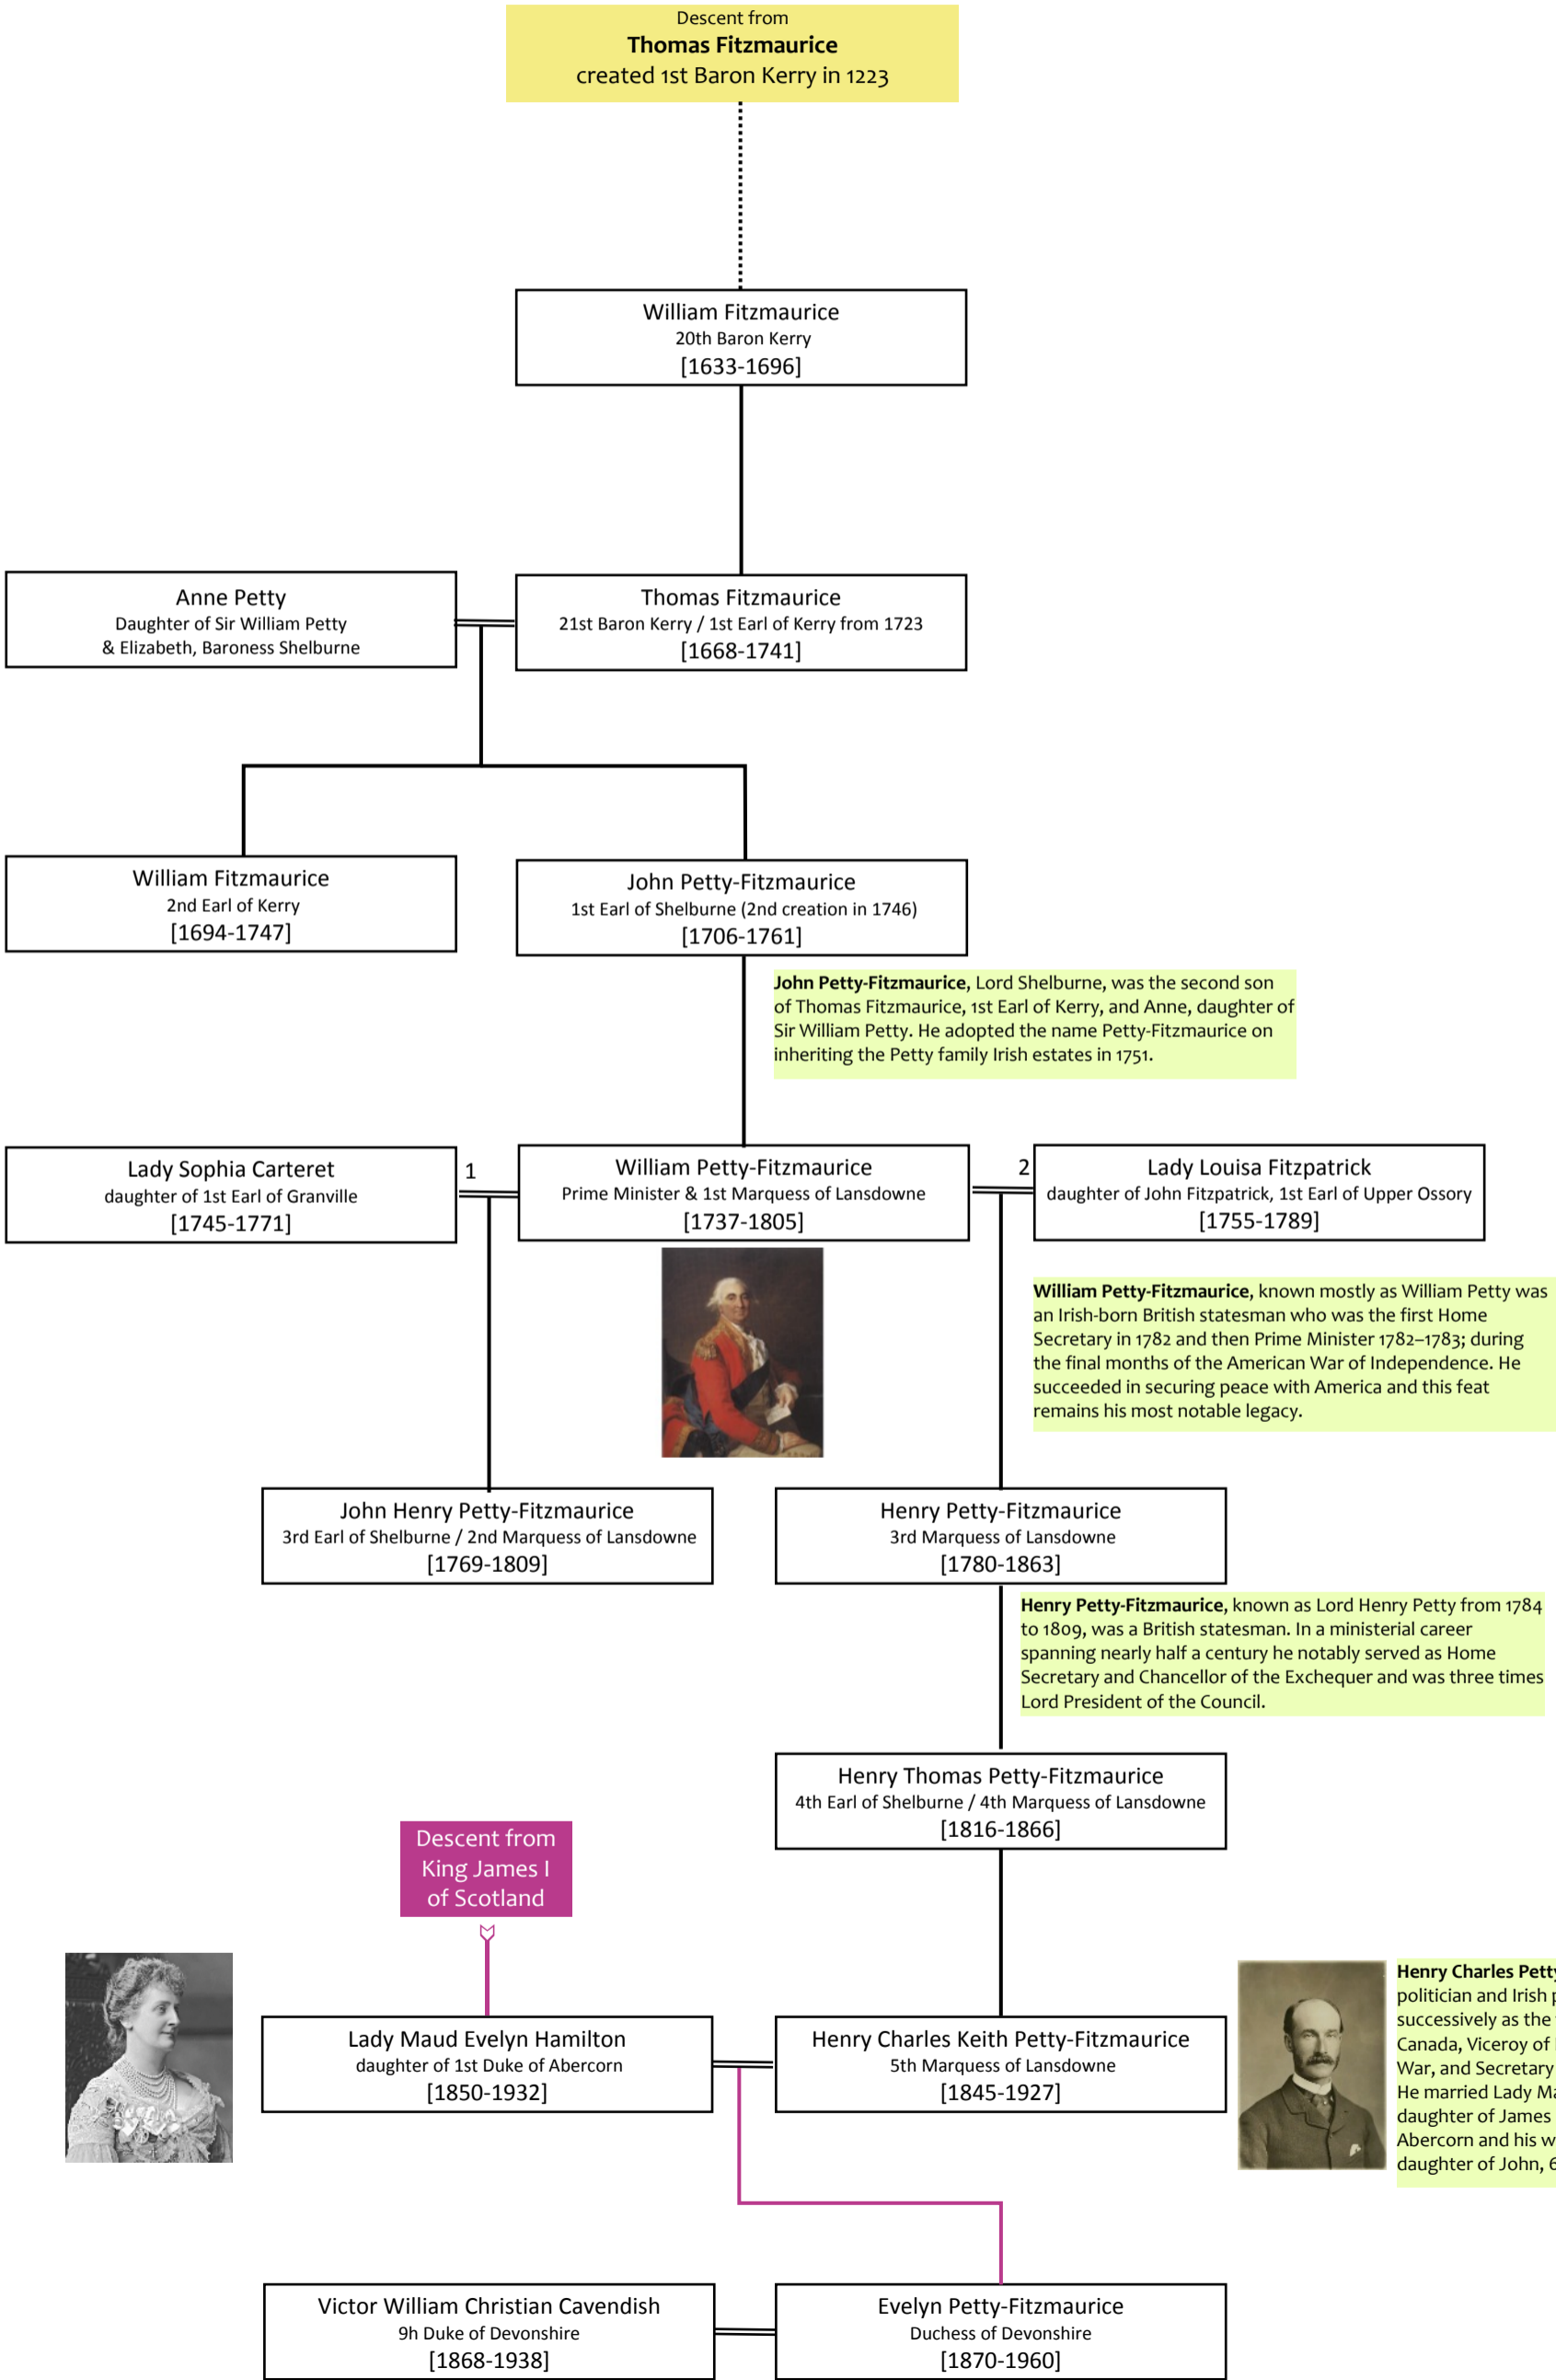 Descent from
Thomas Fitzmaurice
created 1st Baron Kerry in 1223
William Fitzmaurice
20th Baron Kerry
[1633-1696]
Anne Petty
Daughter of Sir William Petty
& Elizabeth, Baroness Shelburne
Thomas Fitzmaurice
21st Baron Kerry / 1st Earl of Kerry from 1723
[1668-1741]
William Fitzmaurice
2nd Earl of Kerry
[1694-1747]
John Petty-Fitzmaurice
1st Earl of Shelburne (2nd creation in 1746)
[1706-1761]
John Petty-Fitzmaurice, Lord Shelburne, was the second son
of Thomas Fitzmaurice, 1st Earl of Kerry, and Anne, daughter of
Sir William Petty. He adopted the name Petty-Fitzmaurice on
inheriting the Petty family Irish estates in 1751.
Lady Sophia Carteret
daughter of 1st Earl of Granville
[1745-1771]
1
William Petty-Fitzmaurice
Prime Minister & 1st Marquess of Lansdowne
[1737-1805]
2
Lady Louisa Fitzpatrick
daughter of John Fitzpatrick, 1st Earl of Upper Ossory
[1755-1789]
William Petty-Fitzmaurice, known mostly as William Petty was
an Irish-born British statesman who was the first Home
Secretary in 1782 and then Prime Minister 1782–1783; during
the final months of the American War of Independence. He
succeeded in securing peace with America and this feat
remains his most notable legacy.
John Henry Petty-Fitzmaurice
3rd Earl of Shelburne / 2nd Marquess of Lansdowne
[1769-1809]
Henry Petty-Fitzmaurice
3rd Marquess of Lansdowne
[1780-1863]
Henry Petty-Fitzmaurice, known as Lord Henry Petty from 1784
to 1809, was a British statesman. In a ministerial career
spanning nearly half a century he notably served as Home
Secretary and Chancellor of the Exchequer and was three times
Lord President of the Council.
Henry Thomas Petty-Fitzmaurice
4th Earl of Shelburne / 4th Marquess of Lansdowne
[1816-1866]
Descent from
King James I
of Scotland
Lady Maud Evelyn Hamilton
daughter of 1st Duke of Abercorn
[1850-1932]
Henry Charles Keith Petty-Fitzmaurice
5th Marquess of Lansdowne
[1845-1927]
Henry Charles Petty
politician and Irish p
successively as the
Canada, Viceroy of
War, and Secretary
He married Lady Ma
daughter of James
Abercorn and his w
daughter of John, 6
Victor William Christian Cavendish
9h Duke of Devonshire
[1868-1938]
Evelyn Petty-Fitzmaurice
Duchess of Devonshire
[1870-1960]